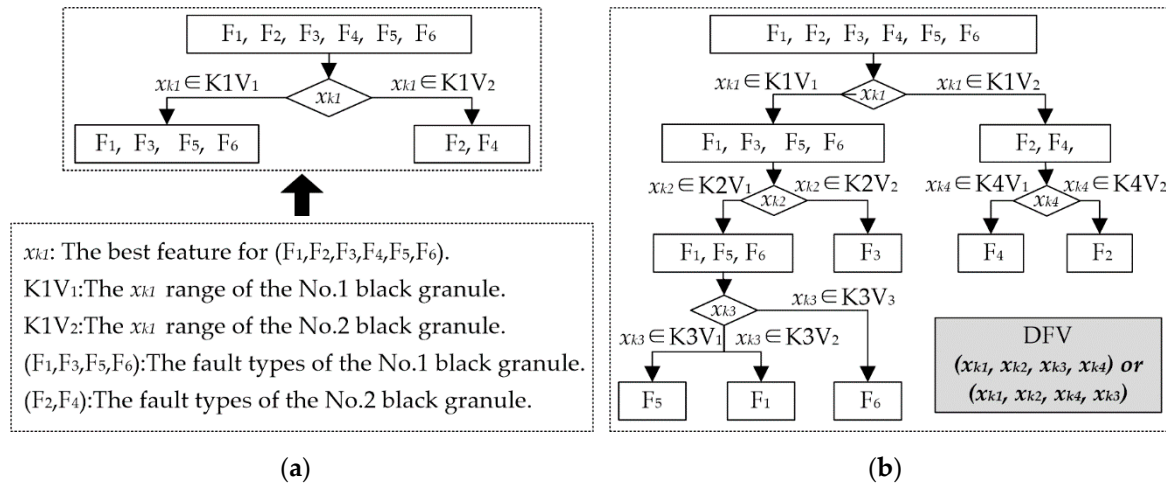 F₁, F₂, F₃, F₄, F₅, F₆
xₖ₁∈K1V₁
xₖ₁
xₖ₁∈K1V₂
F₁, F₃, F₅, F₆
F₂, F₄
xₖ₁: The best feature for (F₁,F₂,F₃,F₄,F₅,F₆).
K1V₁:The xₖ₁ range of the No.1 black granule.
K1V₂:The xₖ₁ range of the No.2 black granule.
(F₁,F₃,F₅,F₆):The fault types of the No.1 black granule.
(F₂,F₄):The fault types of the No.2 black granule.
(a)
F₁, F₂, F₃, F₄, F₅, F₆
xₖ₁∈K1V₁
xₖ₁
xₖ₁∈K1V₂
F₁, F₃, F₅, F₆
F₂, F₄,
xₖ₂∈K2V₁
xₖ₂
xₖ₂∈K2V₂
xₖ₄∈K4V₁
xₖ₄
xₖ₄∈K4V₂
F₁, F₅, F₆
F₃
F₄
F₂
xₖ₃
xₖ₃∈K3V₃
xₖ₃∈K3V₁
xₖ₃∈K3V₂
F₅
F₁
F₆
DFV
(xₖ₁, xₖ₂, xₖ₃, xₖ₄) or
(xₖ₁, xₖ₂, xₖ₄, xₖ₃)
(b)